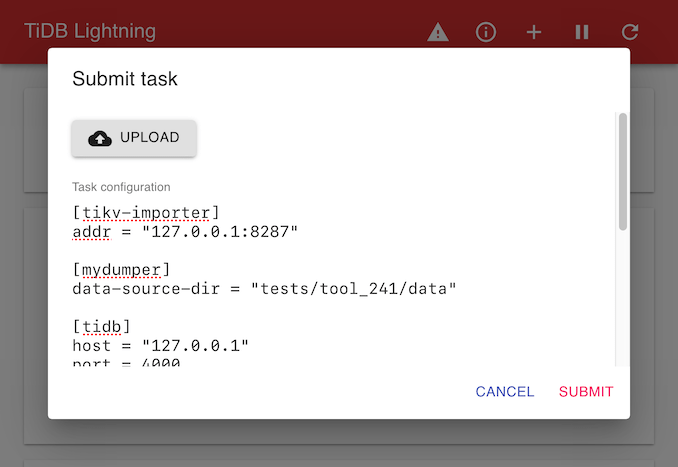 TiDB Lightning
Submit task
UPLOAD
Task configuration
[tikv-importer]
addr = "127.0.0.1:8287"
[mydumper]
data-source-dir = "tests/tool_241/data"
[tidb]
host = "127.0.0.1"
port = 4000
CANCEL
SUBMIT